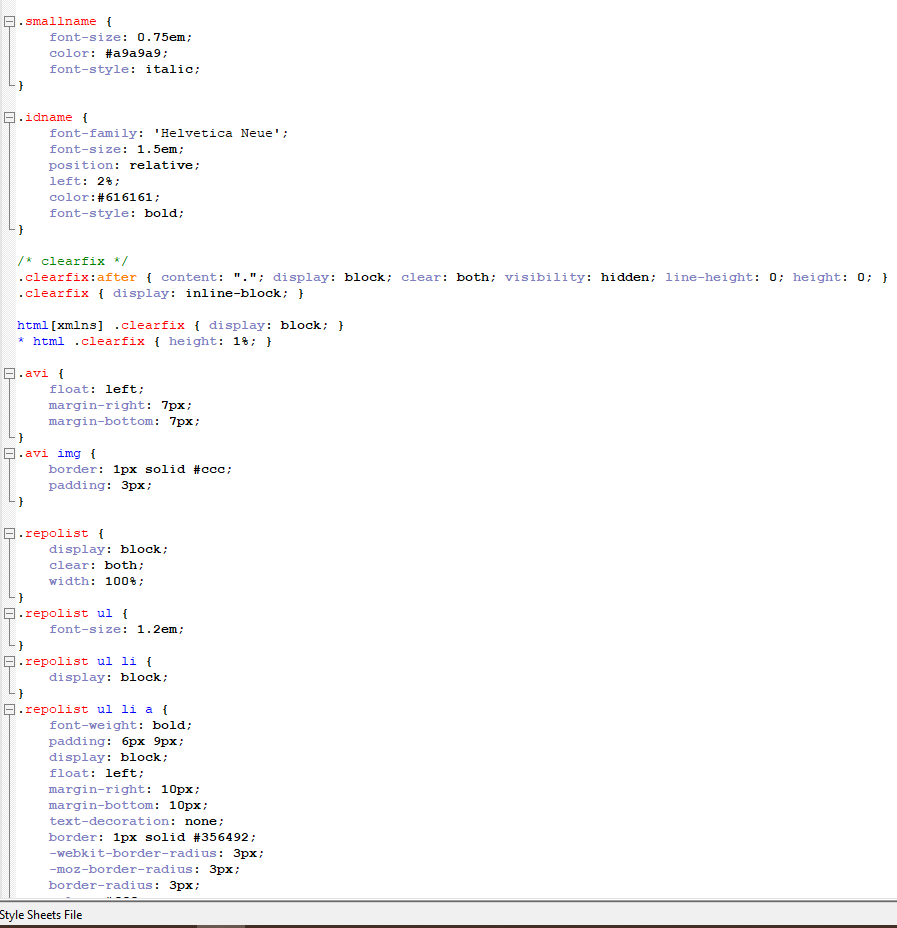 .smallname {
font-size: 0.75em;
color: #a9a9a9;
font-style: italic;
}
.idname {
font-family: 'Helvetica Neue';
font-size: 1.5em;
position: relative;
left: 2%;
color:#616161;
font-style: bold;
}
/* clearfix */
.clearfix:after { content: "."; display: block; clear: both; visibility: hidden; line-height: 0; height: 0; }
.clearfix { display: inline-block; }
html[xmlns] .clearfix { display: block; }
* html .clearfix { height: 1%; }
.avi {
float: left;
margin-right: 7px;
margin-bottom: 7px;
}
.avi img {
border: 1px solid #ccc;
padding: 3px;
}
.repolist {
display: block;
clear: both;
width: 100%;
}
.repolist ul {
font-size: 1.2em;
}
.repolist ul li {
display: block;
}
.repolist ul li a {
font-weight: bold;
padding: 6px 9px;
display: block;
float: left;
margin-right: 10px;
margin-bottom: 10px;
text-decoration: none;
border: 1px solid #356492;
-webkit-border-radius: 3px;
-moz-border-radius: 3px;
border-radius: 3px;
Style Sheets File